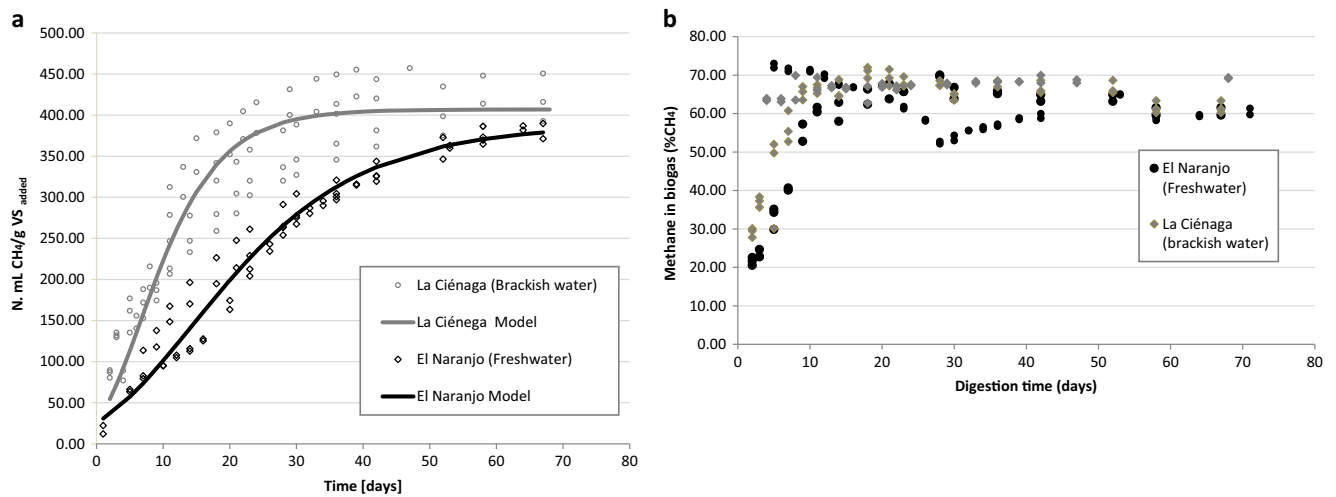 a
500.00
450.00
400.00
350.00
300.00
250.00
200.00
150.00
100.00
50.00
0.00
N. mL CH4/g VS added
0 10 20 30 40 50 60 70 80
Time [days]
La Ciénaga (Brackish water)
La Ciénega Model
El Naranjo (Freshwater)
El Naranjo Model
b
80.00
70.00
60.00
50.00
40.00
30.00
20.00
10.00
0.00
Methane in biogas (%CH4)
0 10 20 30 40 50 60 70 80
Digestion time (days)
El Naranjo
(Freshwater)
La Ciénaga
(brackish water)